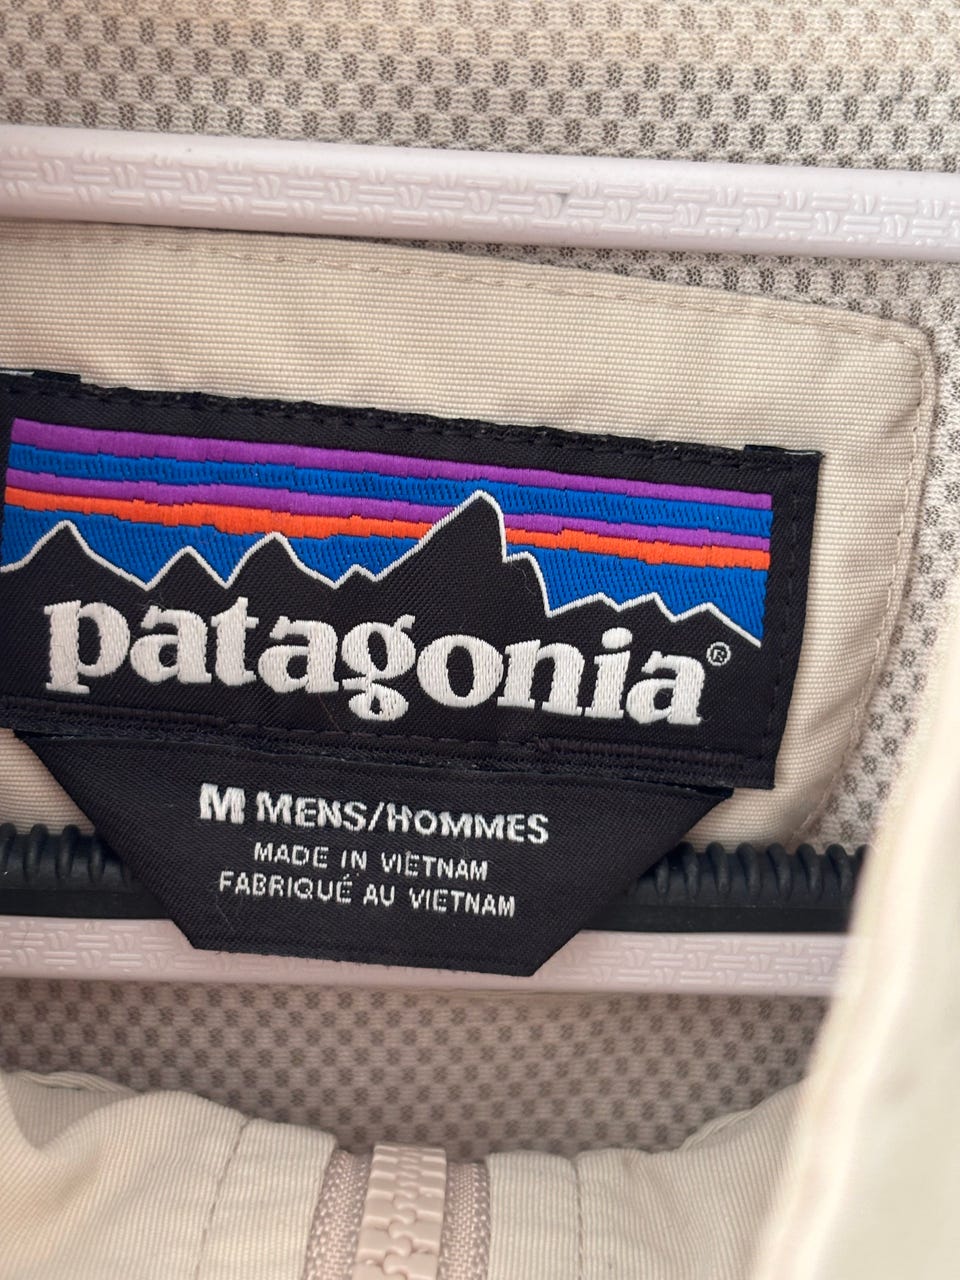 patagonia®
M MENS/HOMMES
MADE IN VIETNAM
FABRIQUÉ AU VIETNAM